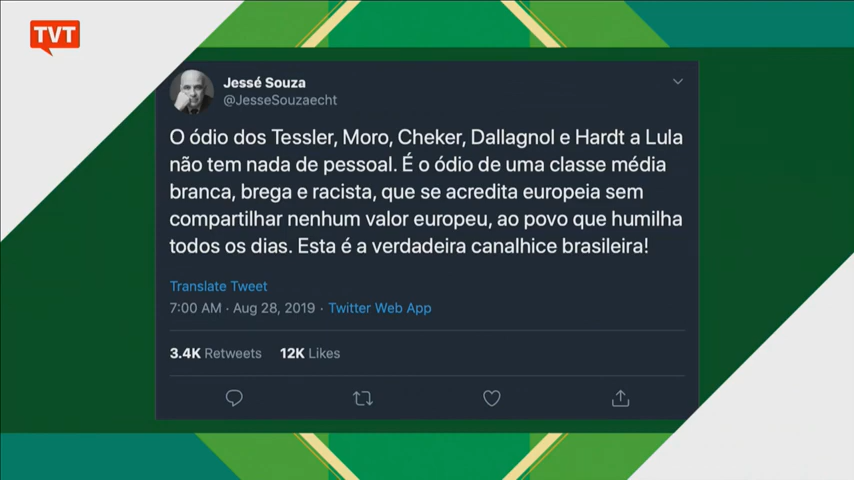 TVT
Jessé Souza
@JesseSouzaecht
O ódio dos Tessler, Moro, Cheker, Dallagnol e Hardt a Lula
não tem nada de pessoal. É o ódio de uma classe média
branca, brega e racista, que se acredita europeia sem
compartilhar nenhum valor europeu, ao povo que humilha
todos os dias. Esta é a verdadeira canalhice brasileira!
Translate Tweet
7:00 AM · Aug 28, 2019 · Twitter Web App
3.4K Retweets 12K Likes